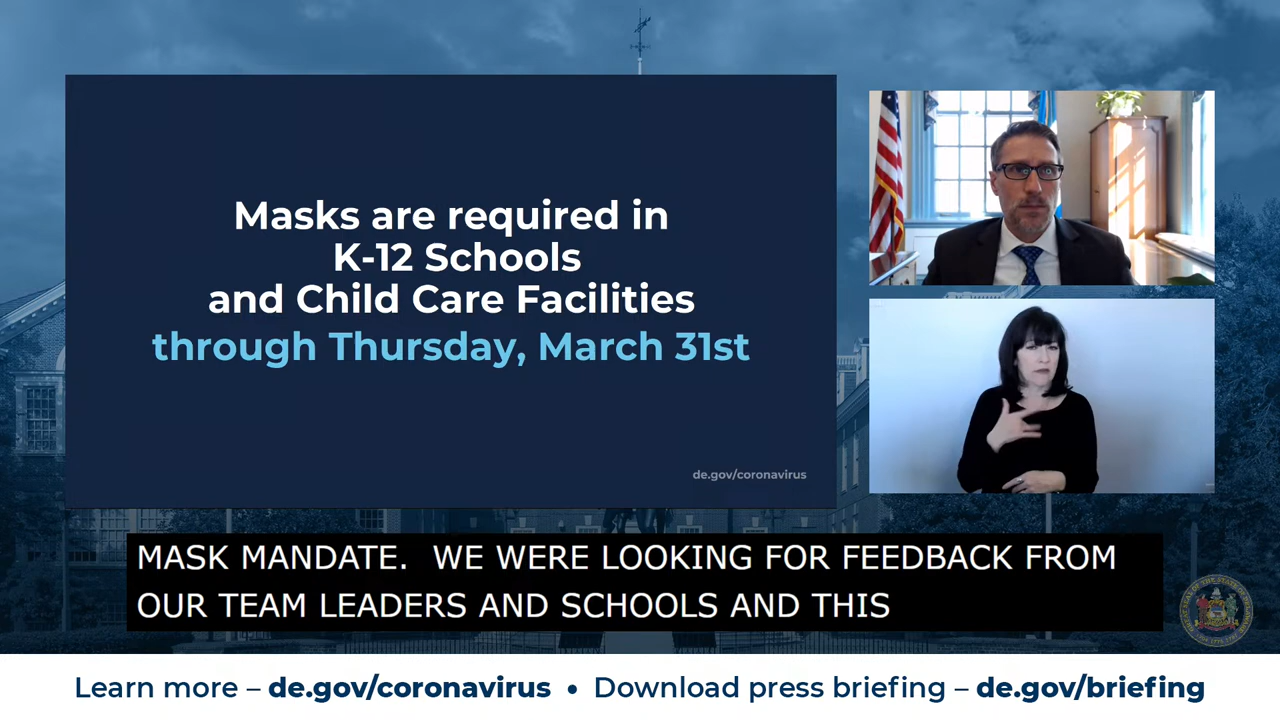 Masks are required in
K-12 Schools
and Child Care Facilities
through Thursday, March 31st
de.gov/coronavirus
MASK MANDATE.  WE WERE LOOKING FOR FEEDBACK FROM
OUR TEAM LEADERS AND SCHOOLS AND THIS
Learn more – de.gov/coronavirus • Download press briefing – de.gov/briefing